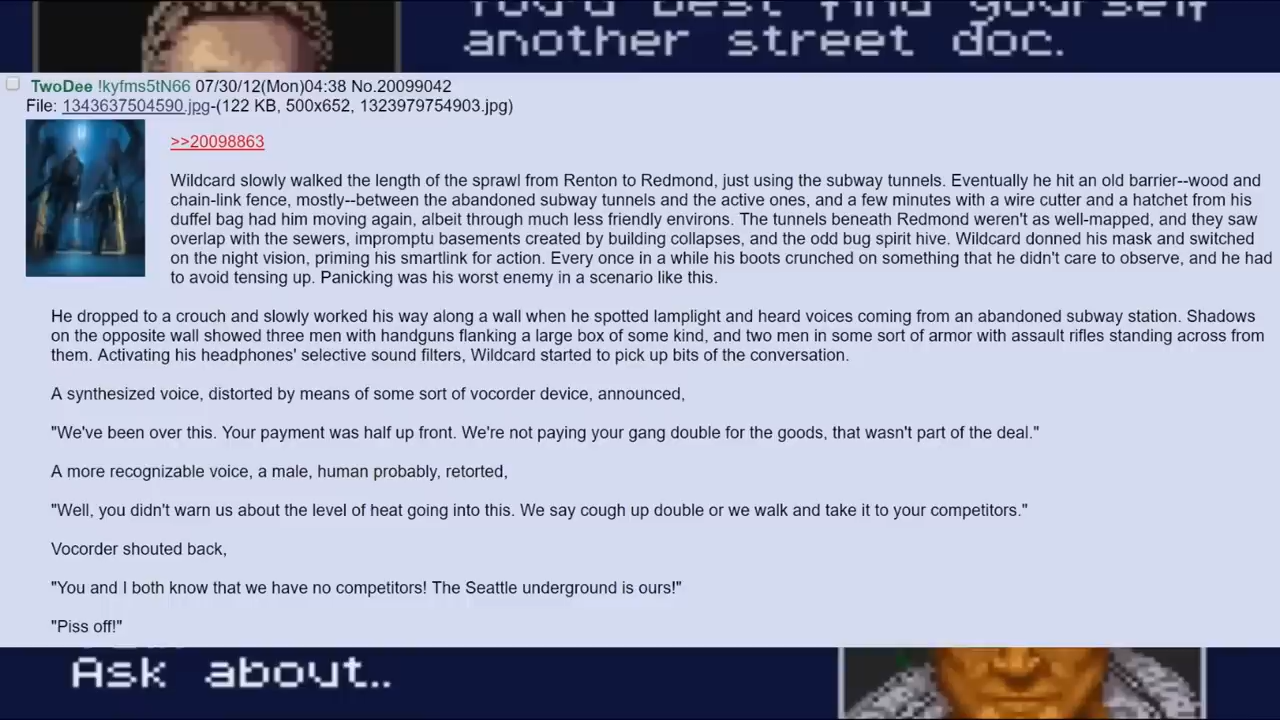 You'd best find yourself
another street doc.
TwoDee !kyfms5tN66 07/30/12(Mon)04:38 No.20099042
File: 1343637504590.jpg-(122 KB, 500x652, 1323979754903.jpg)
>>20098863
Wildcard slowly walked the length of the sprawl from Renton to Redmond, just using the subway tunnels. Eventually he hit an old barrier--wood and
chain-link fence, mostly--between the abandoned subway tunnels and the active ones, and a few minutes with a wire cutter and a hatchet from his
duffel bag had him moving again, albeit through much less friendly environs. The tunnels beneath Redmond weren't as well-mapped, and they saw
overlap with the sewers, impromptu basements created by building collapses, and the odd bug spirit hive. Wildcard donned his mask and switched
on the night vision, priming his smartlink for action. Every once in a while his boots crunched on something that he didn't care to observe, and he had
to avoid tensing up. Panicking was his worst enemy in a scenario like this.
He dropped to a crouch and slowly worked his way along a wall when he spotted lamplight and heard voices coming from an abandoned subway station. Shadows
on the opposite wall showed three men with handguns flanking a large box of some kind, and two men in some sort of armor with assault rifles standing across from
them. Activating his headphones' selective sound filters, Wildcard started to pick up bits of the conversation.
A synthesized voice, distorted by means of some sort of vocorder device, announced,
"We've been over this. Your payment was half up front. We're not paying your gang double for the goods, that wasn't part of the deal."
A more recognizable voice, a male, human probably, retorted,
"Well, you didn't warn us about the level of heat going into this. We say cough up double or we walk and take it to your competitors."
Vocorder shouted back,
"You and I both know that we have no competitors! The Seattle underground is ours!"
"Piss off!"
Ask about..